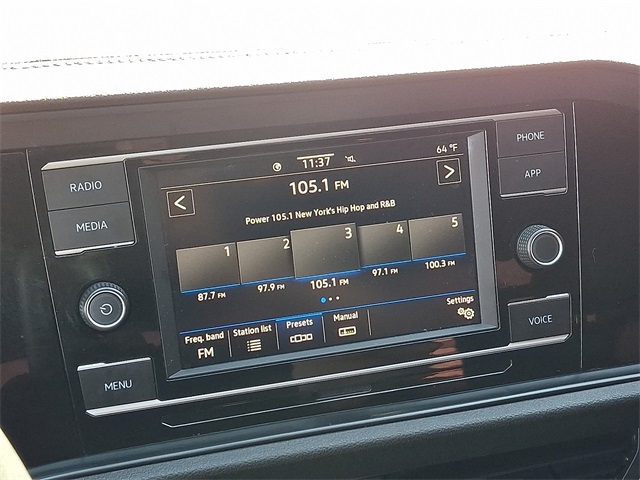 RADIO
MEDIA
MENU
11:37
64 °F
105.1 FM
Power 105.1 New York's Hip Hop and R&B
1
2
3
4
5
87.7 FM
97.9 FM
105.1 FM
97.1 FM
100.3 FM
Freq. band
FM
Station list
Presets
Manual
Settings
PHONE
APP
VOICE